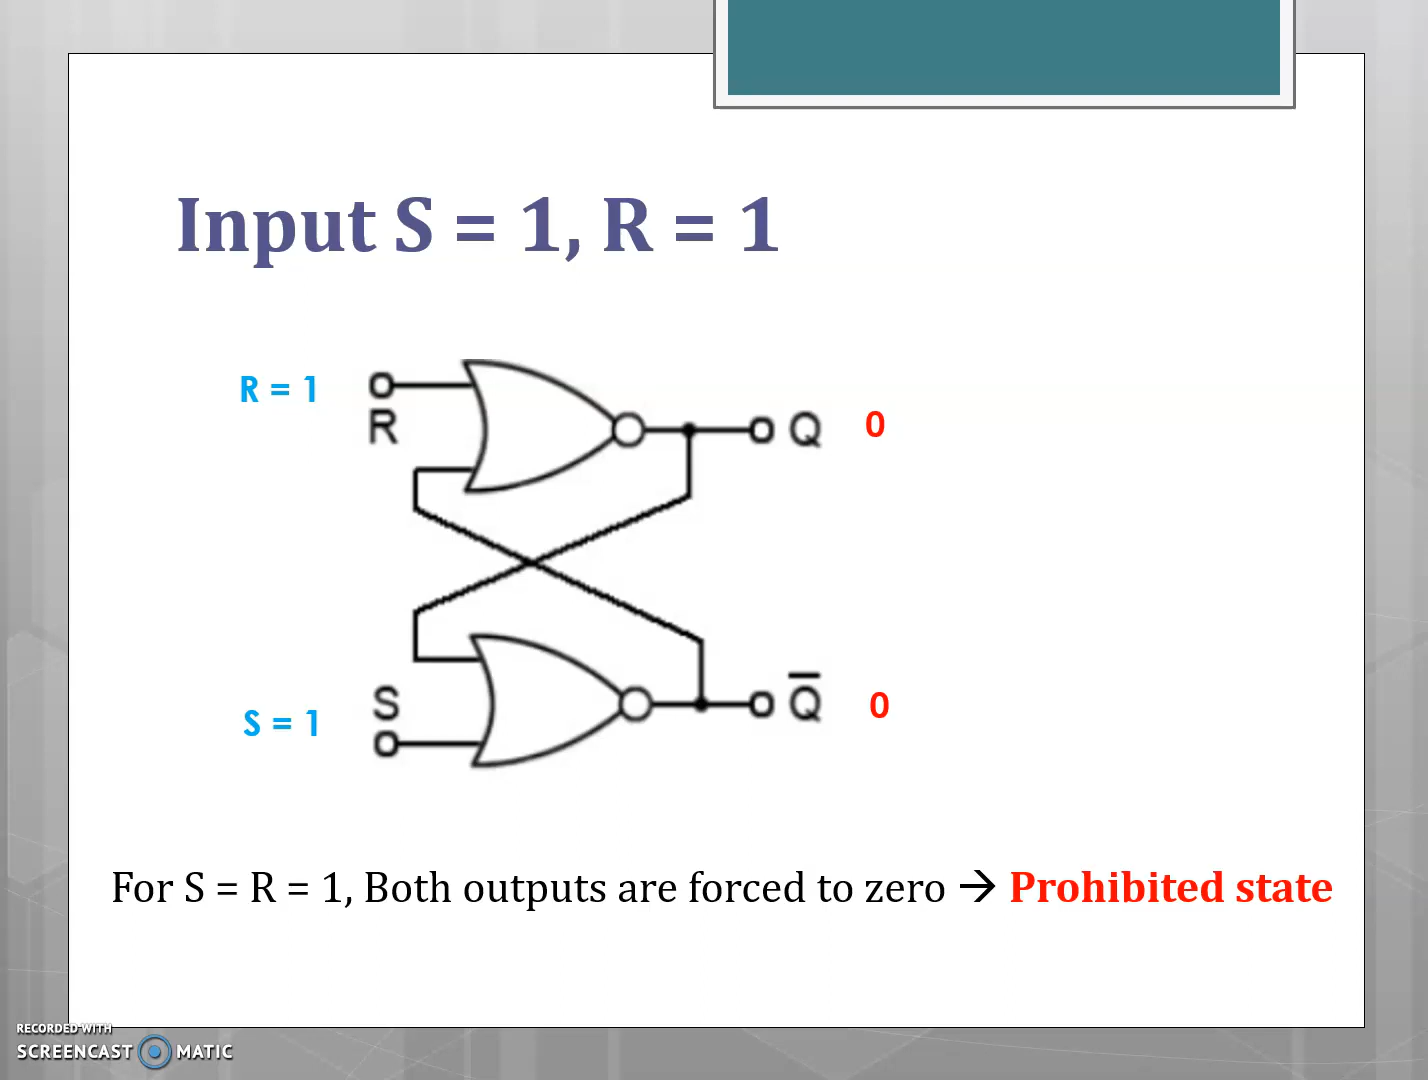 Input S = 1, R = 1
R = 1
R
Q
0
S
S = 1
Q̅
0
For S = R = 1, Both outputs are forced to zero → Prohibited state
RECORDED WITH
SCREENCAST MATIC